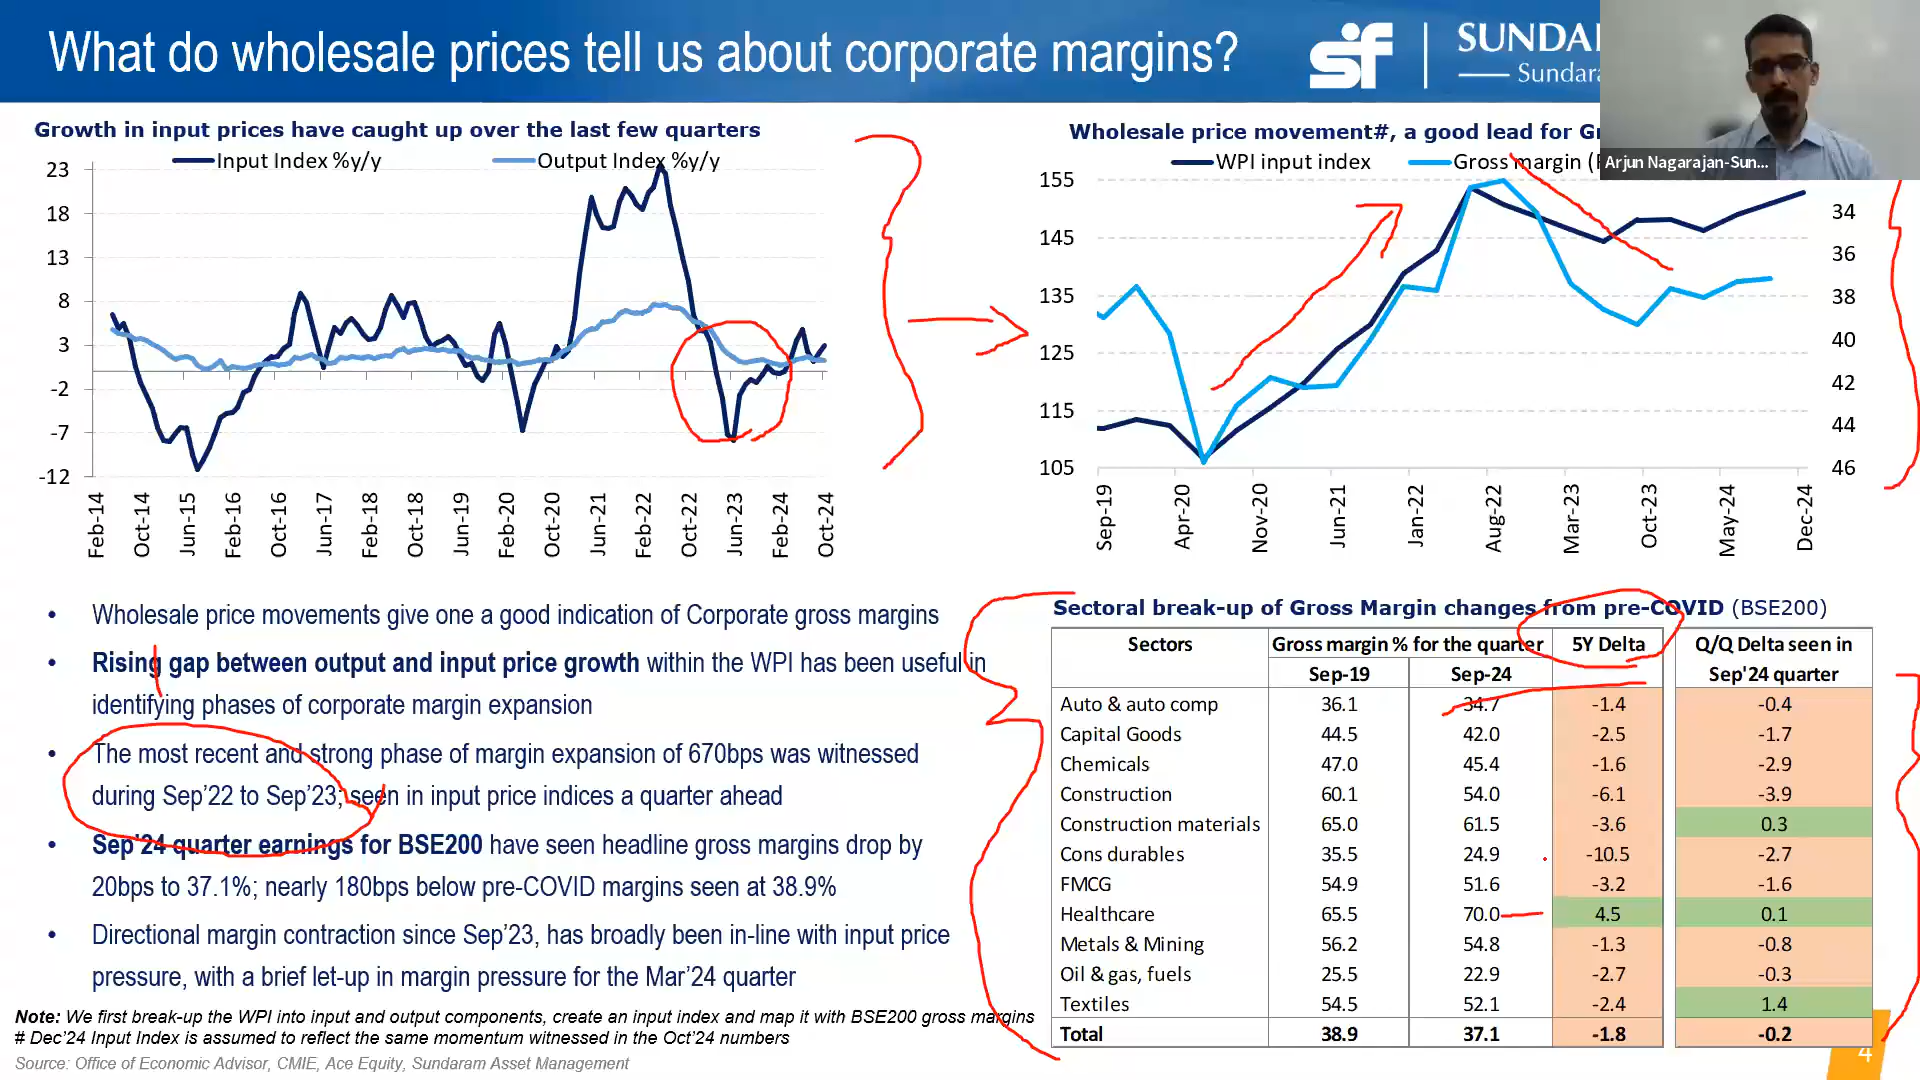 What do wholesale prices tell us about corporate margins?
sf
SUNDA
Sundara
Arjun Nagarajan-Sun...
Growth in input prices have caught up over the last few quarters
Input Index %y/y
Output Index %y/y
23
18
13
8
3
-2
-7
-12
Feb-14
Oct-14
Jun-15
Feb-16
Oct-16
Jun-17
Feb-18
Oct-18
Jun-19
Feb-20
Oct-20
Jun-21
Feb-22
Oct-22
Jun-23
Feb-24
Oct-24
Wholesale price movement#, a good lead for G
WPI input index
Gross margin (
155
145
135
125
115
105
34
36
38
40
42
44
46
Sep-19
Apr-20
Nov-20
Jun-21
Jan-22
Aug-22
Mar-23
Oct-23
May-24
Dec-24
• Wholesale price movements give one a good indication of Corporate gross margins
• Rising gap between output and input price growth within the WPI has been useful in
identifying phases of corporate margin expansion
• The most recent and strong phase of margin expansion of 670bps was witnessed
during Sep'22 to Sep'23; seen in input price indices a quarter ahead
• Sep'24 quarter earnings for BSE200 have seen headline gross margins drop by
20bps to 37.1%; nearly 180bps below pre-COVID margins seen at 38.9%
• Directional margin contraction since Sep'23, has broadly been in-line with input price
pressure, with a brief let-up in margin pressure for the Mar'24 quarter
Sectoral break-up of Gross Margin changes from pre-COVID (BSE200)
Sectors Gross margin % for the quarter 5Y Delta Q/Q Delta seen in
Sep-19 Sep-24 Sep'24 quarter
Auto & auto comp 36.1 34.7 -1.4 -0.4
Capital Goods 44.5 42.0 -2.5 -1.7
Chemicals 47.0 45.4 -1.6 -2.9
Construction 60.1 54.0 -6.1 -3.9
Construction materials 65.0 61.5 -3.6 0.3
Cons durables 35.5 24.9 -10.5 -2.7
FMCG 54.9 51.6 -3.2 -1.6
Healthcare 65.5 70.0 4.5 0.1
Metals & Mining 56.2 54.8 -1.3 -0.8
Oil & gas, fuels 25.5 22.9 -2.7 -0.3
Textiles 54.5 52.1 -2.4 1.4
Total 38.9 37.1 -1.8 -0.2
Note: We first break-up the WPI into input and output components, create an input index and map it with BSE200 gross margins
# Dec'24 Input Index is assumed to reflect the same momentum witnessed in the Oct'24 numbers
Source: Office of Economic Advisor, CMIE, Ace Equity, Sundaram Asset Management
4